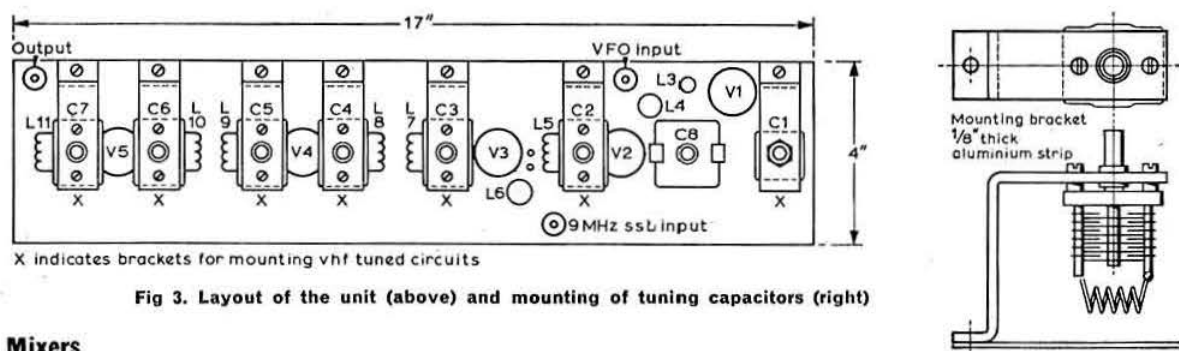 17"
Output
VFO input
L3
V1
L4
C7
C6
C5
C4
C3
C2
C8
C1
L11
L
10
L
9
L
8
L
7
L5
V5
V4
V3
V2
4"
L6
X
X
X
X
X
X
X
9 MHz ssb input
X indicates brackets for mounting vhf tuned circuits
Mounting bracket
1/8" thick
aluminium strip
Fig 3. Layout of the unit (above) and mounting of tuning capacitors (right)
Mixers